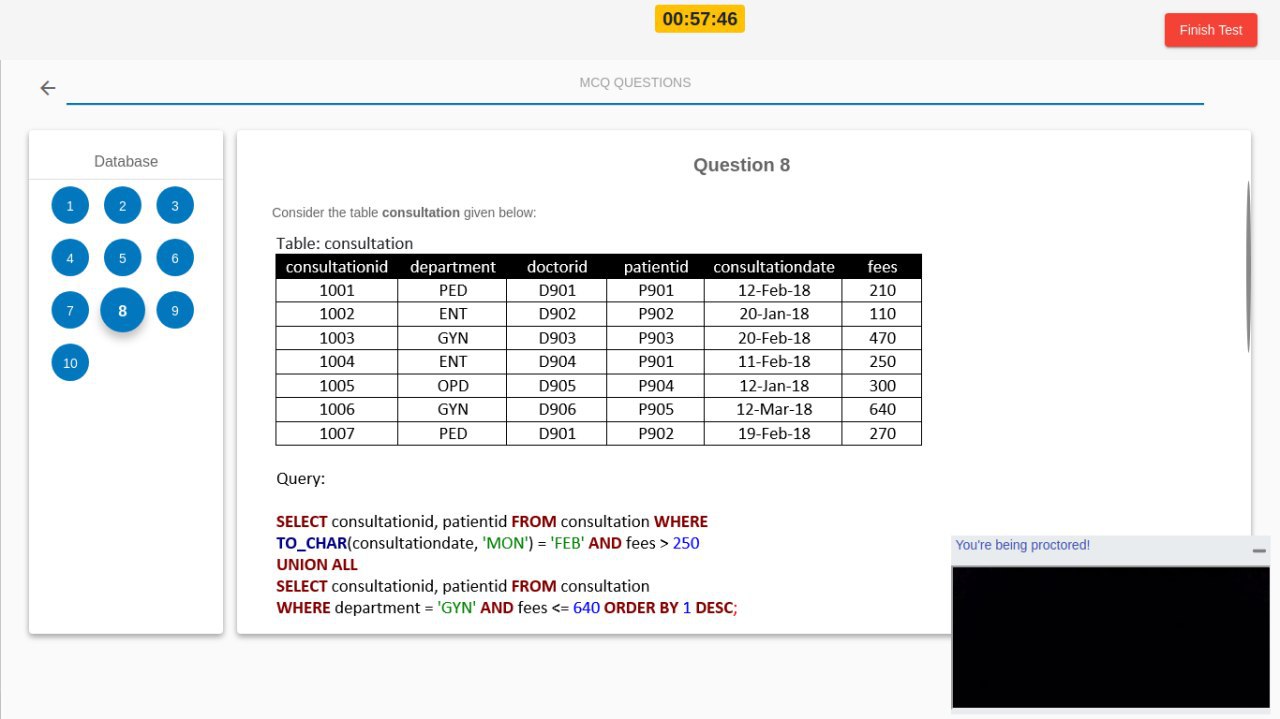 00:57:46
Finish Test
MCQ QUESTIONS
Database
1 2 3
4 5 6
7 8 9
10
Question 8
Consider the table consultation given below:
Table: consultation
consultationid department doctorid patientid consultationdate fees
1001 PED D901 P901 12-Feb-18 210
1002 ENT D902 P902 20-Jan-18 110
1003 GYN D903 P903 20-Feb-18 470
1004 ENT D904 P901 11-Feb-18 250
1005 OPD D905 P904 12-Jan-18 300
1006 GYN D906 P905 12-Mar-18 640
1007 PED D901 P902 19-Feb-18 270
Query:
SELECT consultationid, patientid FROM consultation WHERE
TO_CHAR(consultationdate, 'MON') = 'FEB' AND fees > 250
UNION ALL
SELECT consultationid, patientid FROM consultation
WHERE department = 'GYN' AND fees <= 640 ORDER BY 1 DESC;
You're being proctored!